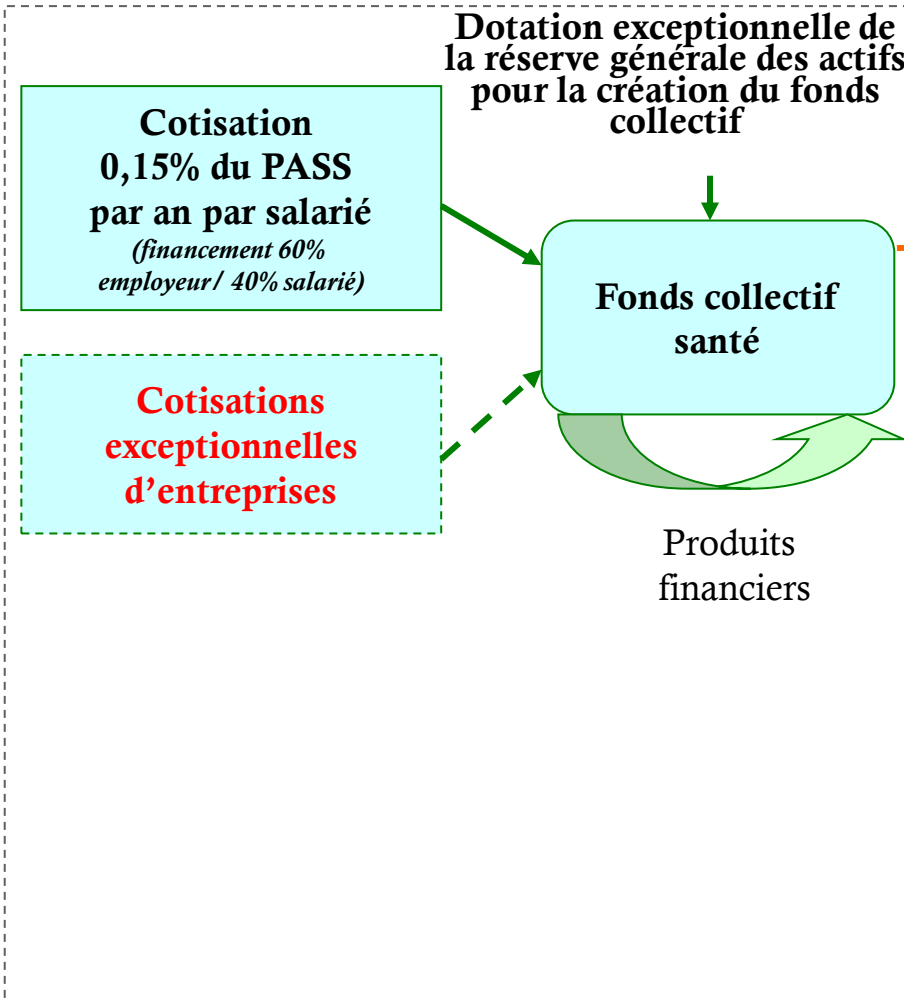 Dotation exceptionnelle de
la réserve générale des actifs
pour la création du fonds
collectif
Cotisation
0,15% du PASS
par an par salarié
(financement 60%
employeur / 40% salarié)
Fonds collectif
santé
Cotisations
exceptionnelles
d'entreprises
Produits
financiers